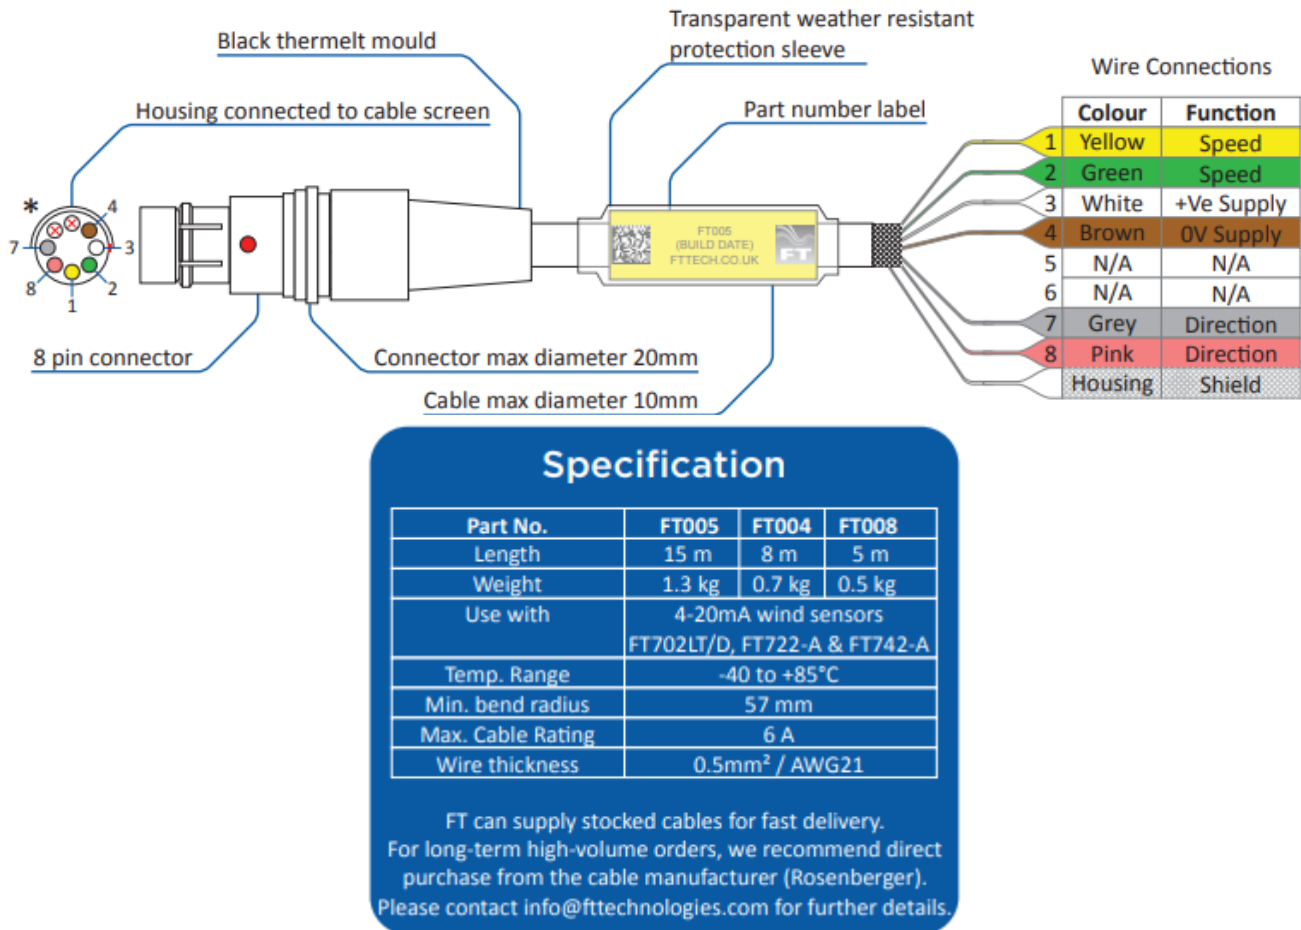 Transparent weather resistant
protection sleeve
Black thermelt mould
Part number label
Housing connected to cable screen
*
4
7
3
8
2
1
FT005
(BUILD DATE)
FTTECH.CO.UK
FT
8 pin connector
Connector max diameter 20mm
Cable max diameter 10mm
Wire Connections
Colour Function
1 Yellow Speed
2 Green Speed
3 White +Ve Supply
4 Brown 0V Supply
5 N/A N/A
6 N/A N/A
7 Grey Direction
8 Pink Direction
Housing Shield
Specification
Part No. FT005 FT004 FT008
Length 15 m 8 m 5 m
Weight 1.3 kg 0.7 kg 0.5 kg
Use with 4-20mA wind sensors
FT702LT/D, FT722-A & FT742-A
Temp. Range -40 to +85°C
Min. bend radius 57 mm
Max. Cable Rating 6 A
Wire thickness 0.5mm² / AWG21
FT can supply stocked cables for fast delivery.
For long-term high-volume orders, we recommend direct
purchase from the cable manufacturer (Rosenberger).
Please contact info@fttechnologies.com for further details.